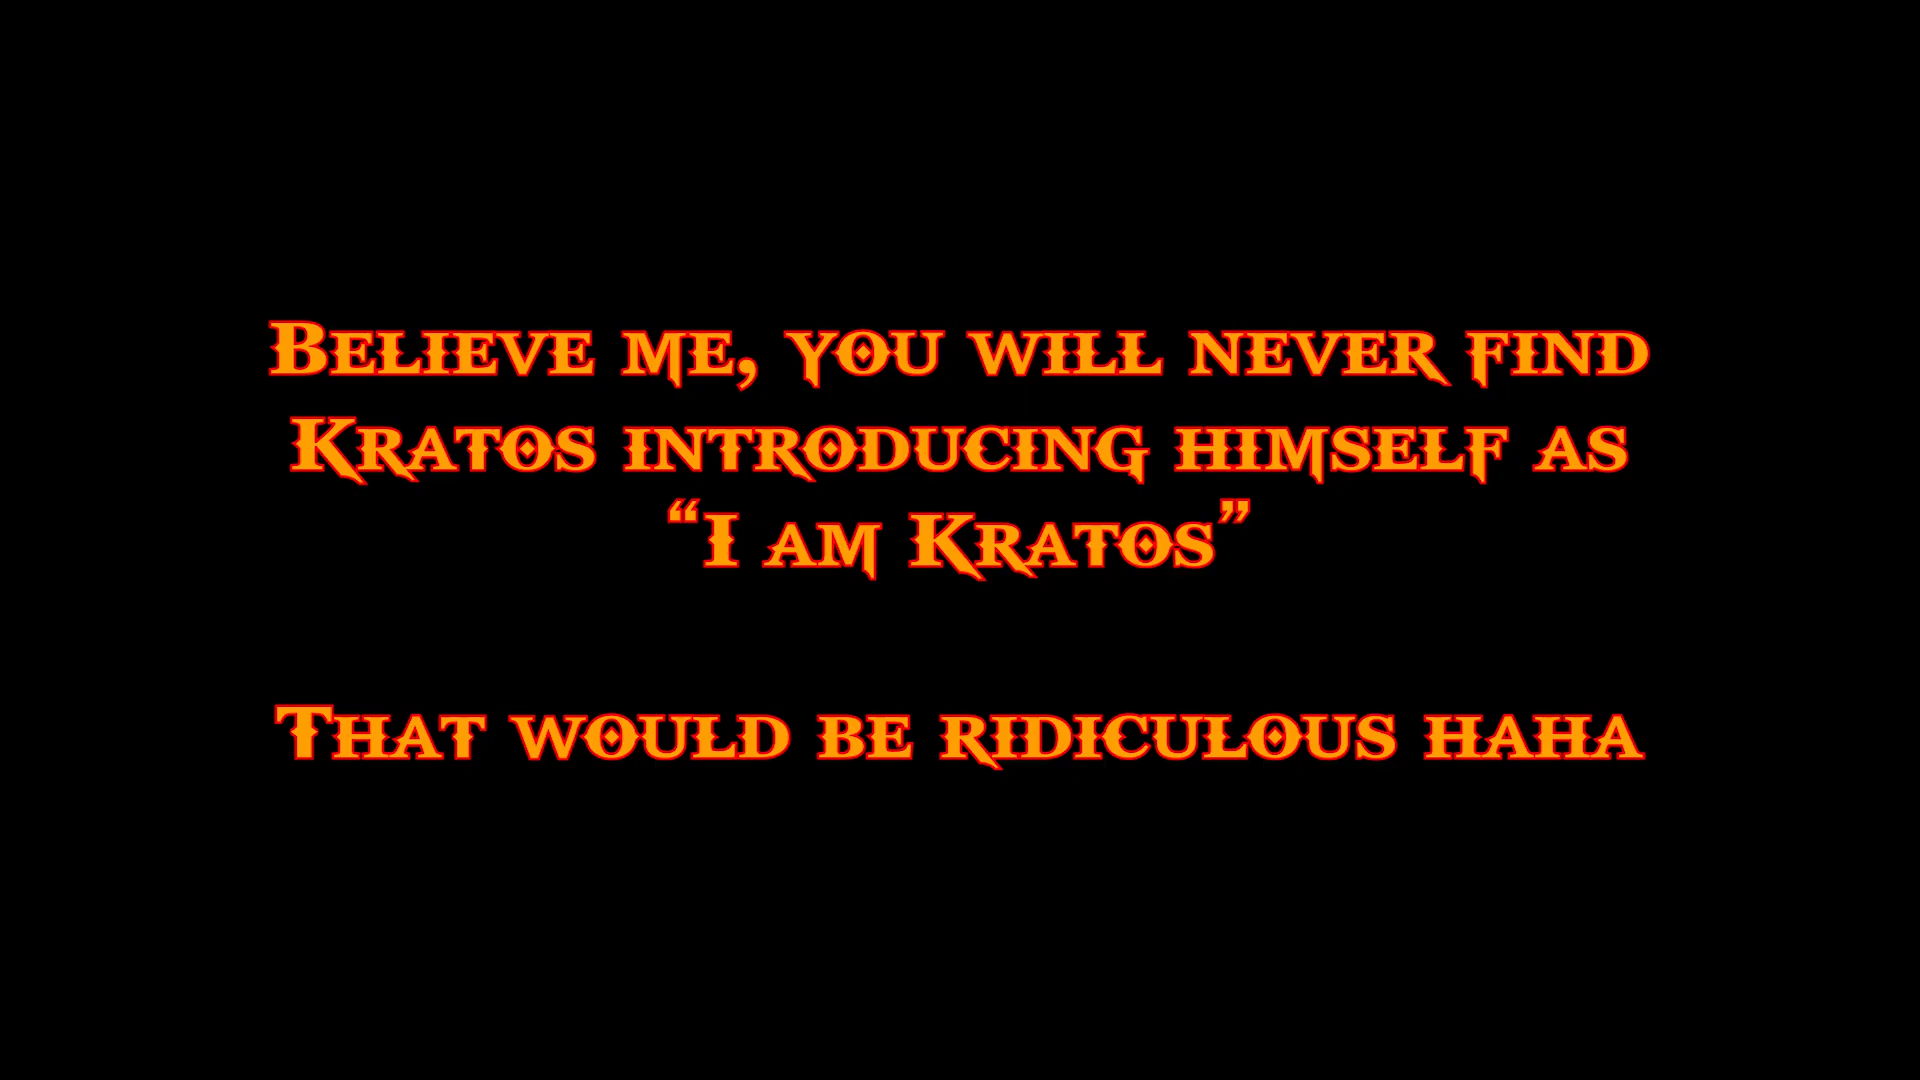 Believe me, you will never find
Kratos introducing himself as
“I am Kratos”
That would be ridiculous haha